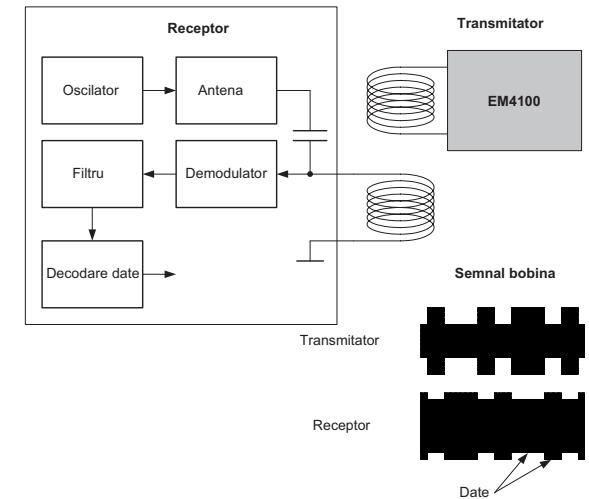 Receptor
Transmitator
Oscilator
Antena
EM4100
Filtru
Demodulator
Decodare date
Semnal bobina
Transmitator
Receptor
Date